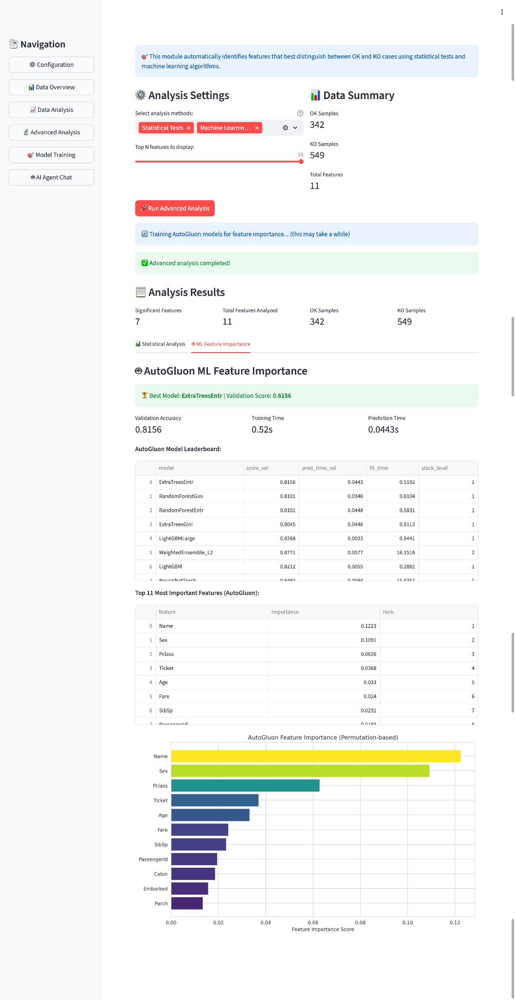 Navigation
Configuration
Data Overview
Data Analysis
Advanced Analysis
Model Training
AI Agent Chat
This module automatically identifies features that best distinguish between OK and KO cases using statistical tests and
machine learning algorithms.
Analysis Settings
Select analysis methods:
Statistical Tests
Machine Learnin...
Top N features to display:
11
Data Summary
OK Samples
342
KO Samples
549
Total Features
11
Run Advanced Analysis
Training AutoGluon models for feature importance... (this may take a while)
Advanced analysis completed!
Analysis Results
Significant Features Total Features Analyzed OK Samples KO Samples
7 11 342 549
Statistical Analysis ML Feature Importance
AutoGluon ML Feature Importance
Best Model: ExtraTreesEntr | Validation Score: 0.8156
Validation Accuracy Training Time Prediction Time
0.8156 0.52s 0.0443s
AutoGluon Model Leaderboard:
model score_val pred_time_val fit_time stack_level
0 ExtraTreesEntr 0.8156 0.0443 0.5192 1
1 RandomForestGini 0.8101 0.0346 0.6104 1
2 RandomForestEntr 0.8101 0.0448 0.5831 1
3 ExtraTreesGini 0.8045 0.0446 0.5113 1
4 LightGBMLarge 0.8268 0.0033 0.5441 1
5 WeightedEnsemble_L2 0.8771 0.0577 16.1518 2
6 LightGBM 0.8212 0.0055 0.2882 1
7 NeuralNetTorch 0.8492 0.0094 15.0357 1
Top 11 Most Important Features (AutoGluon):
feature importance rank
0 Name 0.1223 1
1 Sex 0.1091 2
2 Pclass 0.0626 3
3 Ticket 0.0368 4
4 Age 0.033 5
5 Fare 0.024 6
6 SibSp 0.0231 7
7 PassengerId 0.0193 8
AutoGluon Feature Importance (Permutation-based)
Name
Sex
Pclass
Ticket
Age
Fare
SibSp
PassengerId
Cabin
Embarked
Parch
0.00 0.02 0.04 0.06 0.08 0.10 0.12
Feature Importance Score